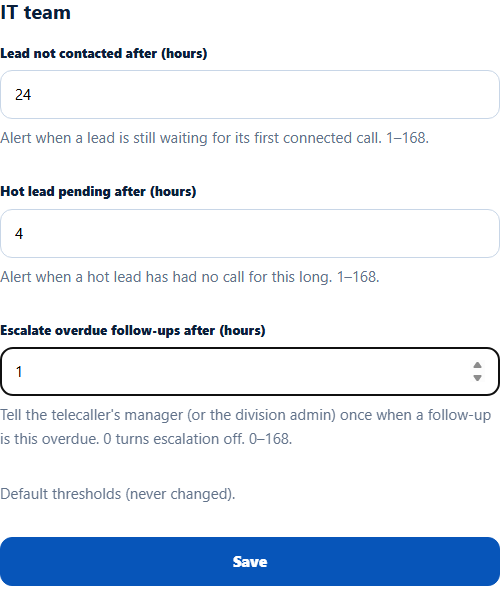 IT team
Lead not contacted after (hours)
24
Alert when a lead is still waiting for its first connected call. 1–168.
Hot lead pending after (hours)
4
Alert when a hot lead has had no call for this long. 1–168.
Escalate overdue follow-ups after (hours)
1
Tell the telecaller's manager (or the division admin) once when a follow-up
is this overdue. 0 turns escalation off. 0–168.
Default thresholds (never changed).
Save